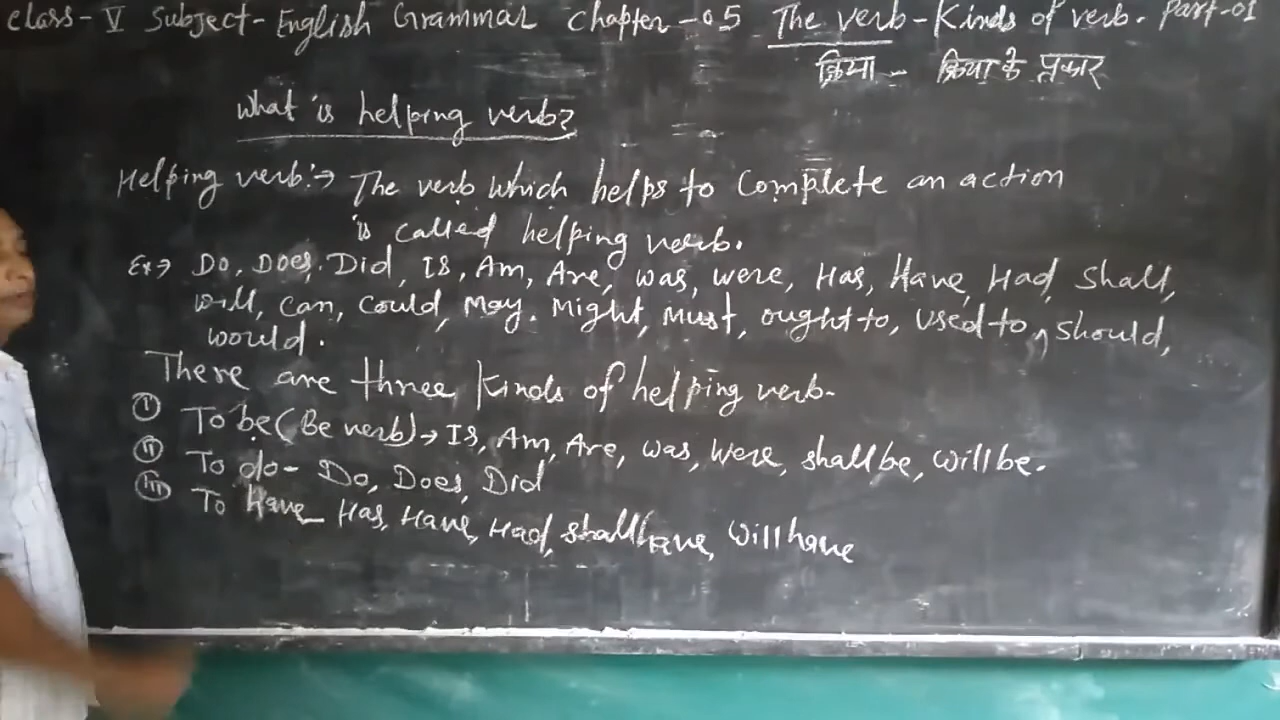 Class-V Subject-English Grammar Chapter-05 The verb-Kinds of verb. Part-01
क्रिया - क्रिया के प्रकार
What is helping verb?
Helping verb:→ The verb which helps to Complete an action
is called helping verb.
Ex→ Do, Does, Did, Is, Am, Are, was, were, Has, Have, Had, Shall,
will, Can, Could, May. Might, Must, ought to, Used to, Should,
would.
There are three Kinds of helping verb.
(i) To be (Be verb)→ Is, Am, Are, was, were, shall be, will be.
(ii) To do- Do, Does, Did
(iii) To Have Has, Have, Had, shall have, Will have